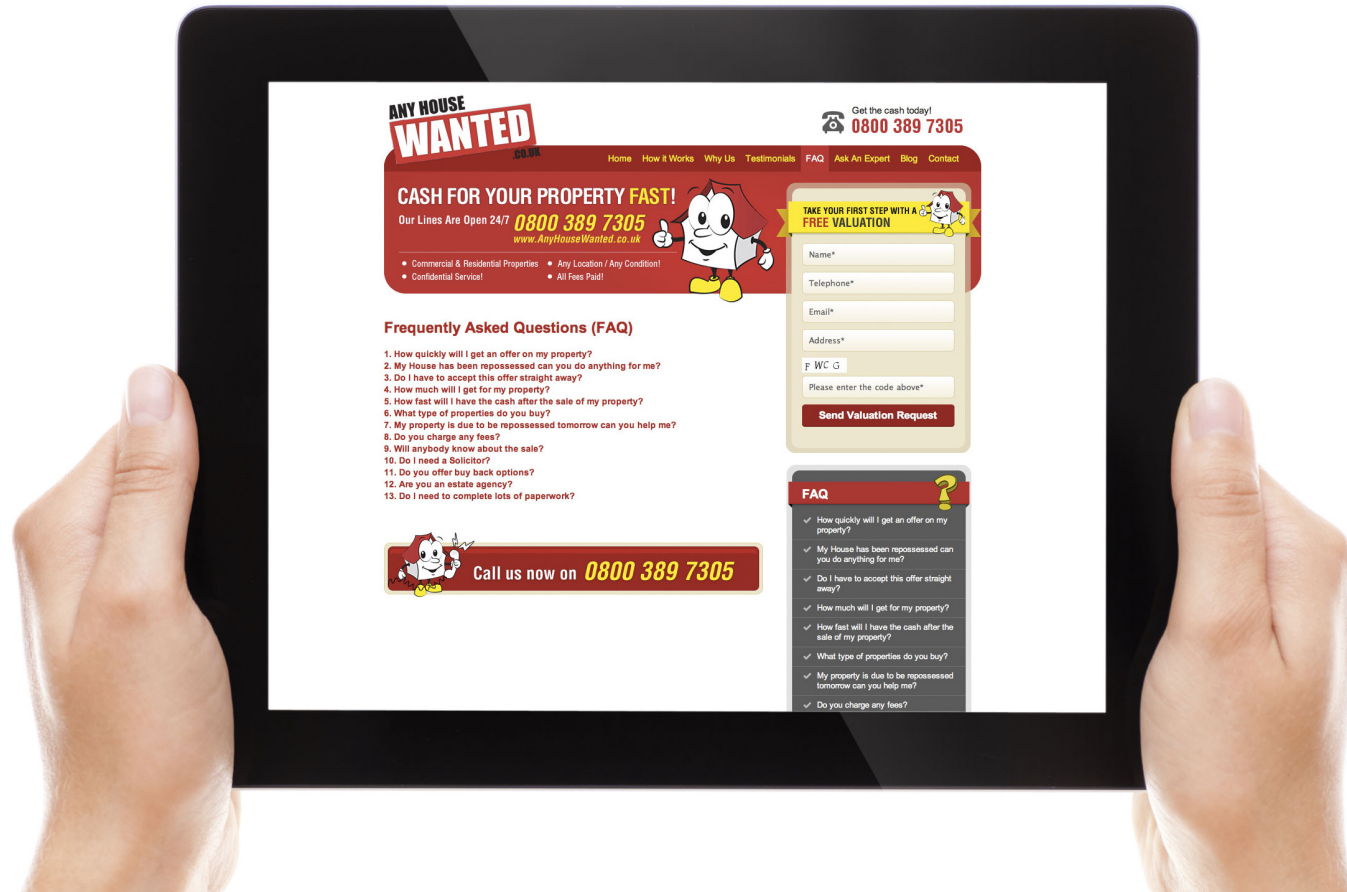 ANY HOUSE
WANTED
.CO.UK
Get the cash today!
0800 389 7305
Home How it Works Why Us Testimonials FAQ Ask An Expert Blog Contact
CASH FOR YOUR PROPERTY FAST!
Our Lines Are Open 24/7 0800 389 7305
www.AnyHouseWanted.co.uk
• Commercial & Residential Properties • Any Location / Any Condition!
• Confidential Service! • All Fees Paid!
TAKE YOUR FIRST STEP WITH A
FREE VALUATION
Name*
Telephone*
Email*
Address*
F WC G
Please enter the code above*
Send Valuation Request
Frequently Asked Questions (FAQ)
1. How quickly will I get an offer on my property?
2. My House has been repossessed can you do anything for me?
3. Do I have to accept this offer straight away?
4. How much will I get for my property?
5. How fast will I have the cash after the sale of my property?
6. What type of properties do you buy?
7. My property is due to be repossessed tomorrow can you help me?
8. Do you charge any fees?
9. Will anybody know about the sale?
10. Do I need a Solicitor?
11. Do you offer buy back options?
12. Are you an estate agency?
13. Do I need to complete lots of paperwork?
Call us now on 0800 389 7305
FAQ
?
How quickly will I get an offer on my
property?
My House has been repossessed can
you do anything for me?
Do I have to accept this offer straight
away?
How much will I get for my property?
How fast will I have the cash after the
sale of my property?
What type of properties do you buy?
My property is due to be repossessed
tomorrow can you help me?
Do you charge any fees?